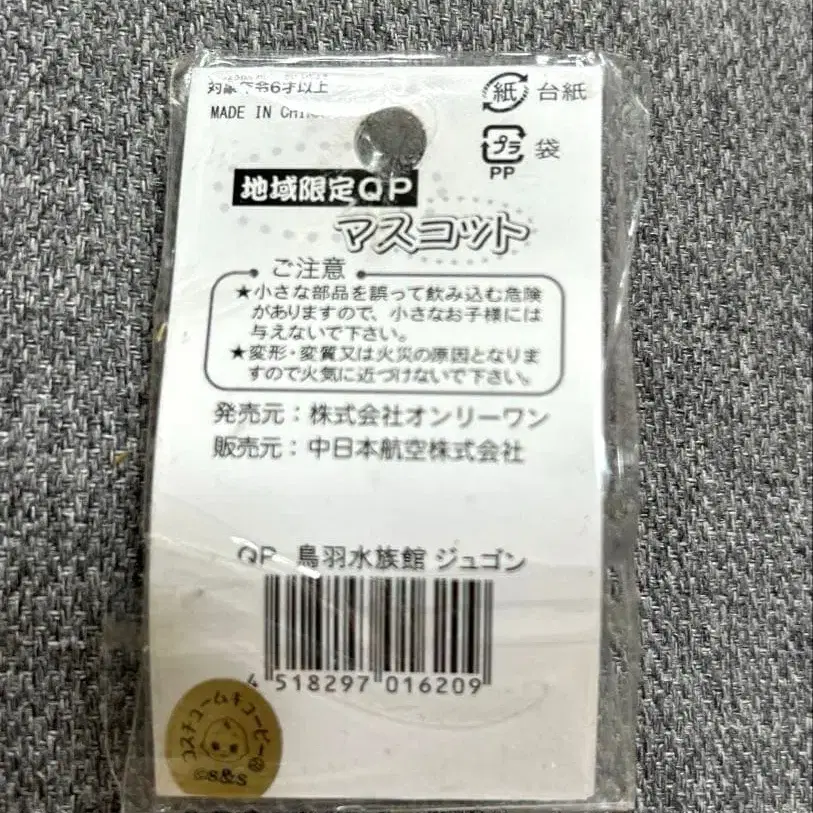 対象年令6才以上
MADE IN CHINA
紙 台紙
プラ 袋
PP
地域限定QP
マスコット
ご注意
★小さな部品を誤って飲み込む危険
がありますので、小さなお子様には
与えないで下さい。
★変形・変質又は火災の原因となりま
すので火気に近づけないで下さい。
発売元：株式会社オンリーワン
販売元：中日本航空株式会社
QP 鳥羽水族館 ジュゴン
4 518297 016209
コスチュームキューピー
©S&S